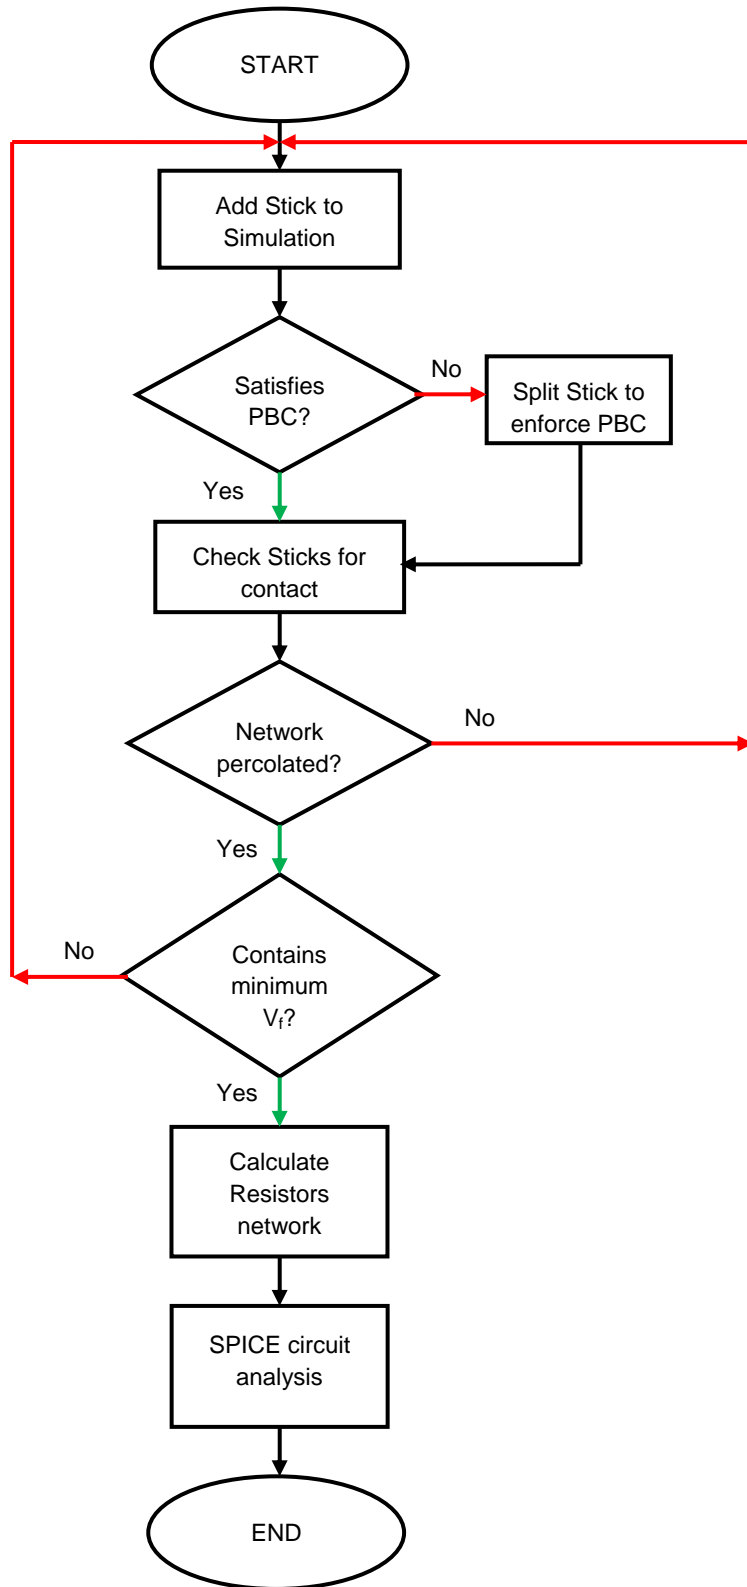 START
Add Stick to
Simulation
Satisfies
PBC?
No
Split Stick to
enforce PBC
Yes
Check Sticks for
contact
Network
percolated?
No
Yes
No
Contains
minimum
Vf?
Yes
Calculate
Resistors
network
SPICE circuit
analysis
END